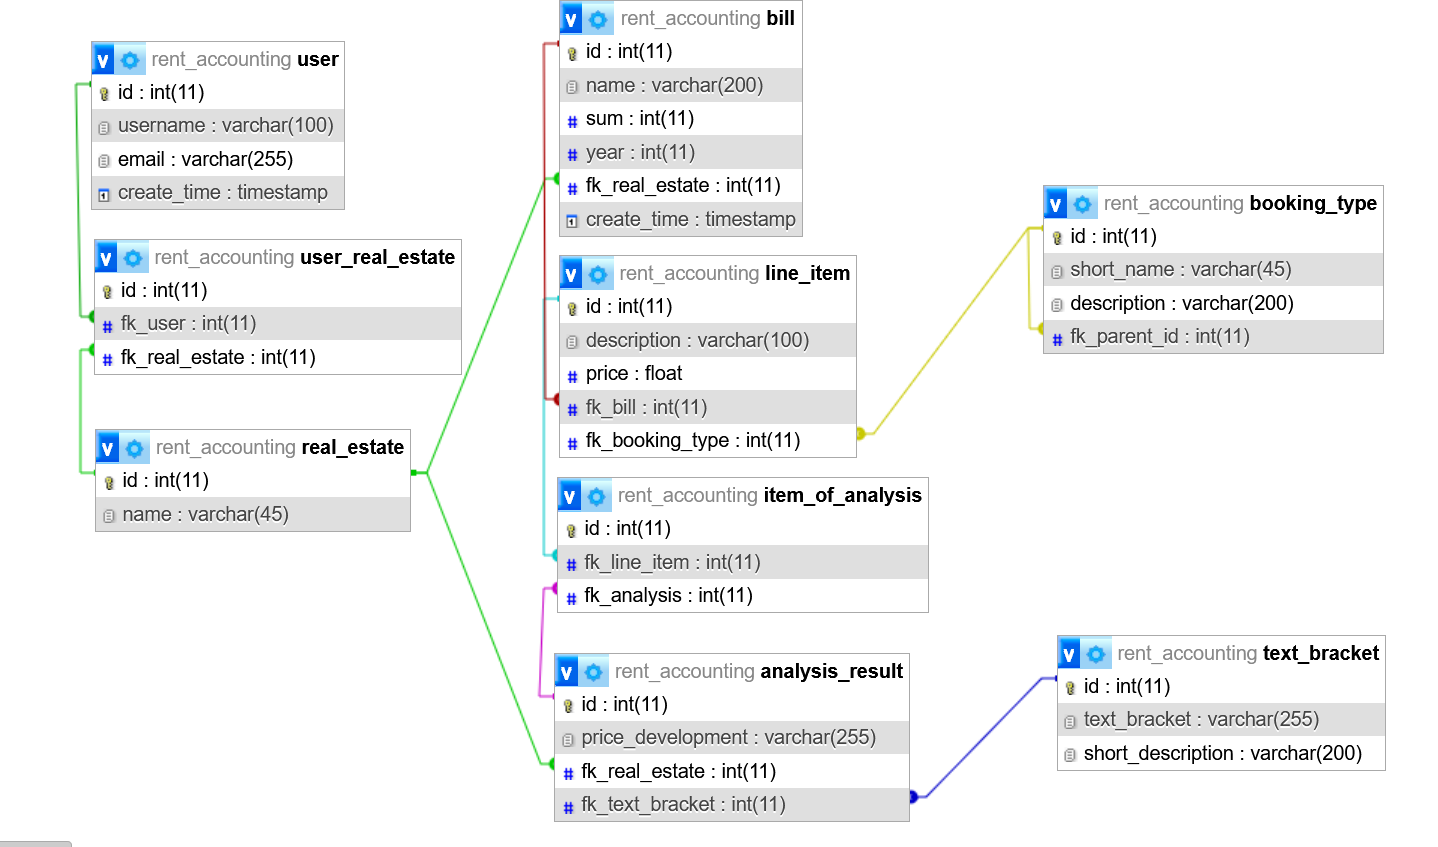 rent_accounting user
id : int(11)
username : varchar(100)
email : varchar(255)
create_time : timestamp
rent_accounting user_real_estate
id : int(11)
fk_user : int(11)
fk_real_estate : int(11)
rent_accounting real_estate
id : int(11)
name : varchar(45)
rent_accounting bill
id : int(11)
name : varchar(200)
sum : int(11)
year : int(11)
fk_real_estate : int(11)
create_time : timestamp
rent_accounting line_item
id : int(11)
description : varchar(100)
price : float
fk_bill : int(11)
fk_booking_type : int(11)
rent_accounting item_of_analysis
id : int(11)
fk_line_item : int(11)
fk_analysis : int(11)
rent_accounting analysis_result
id : int(11)
price_development : varchar(255)
fk_real_estate : int(11)
fk_text_bracket : int(11)
rent_accounting booking_type
id : int(11)
short_name : varchar(45)
description : varchar(200)
fk_parent_id : int(11)
rent_accounting text_bracket
id : int(11)
text_bracket : varchar(255)
short_description : varchar(200)